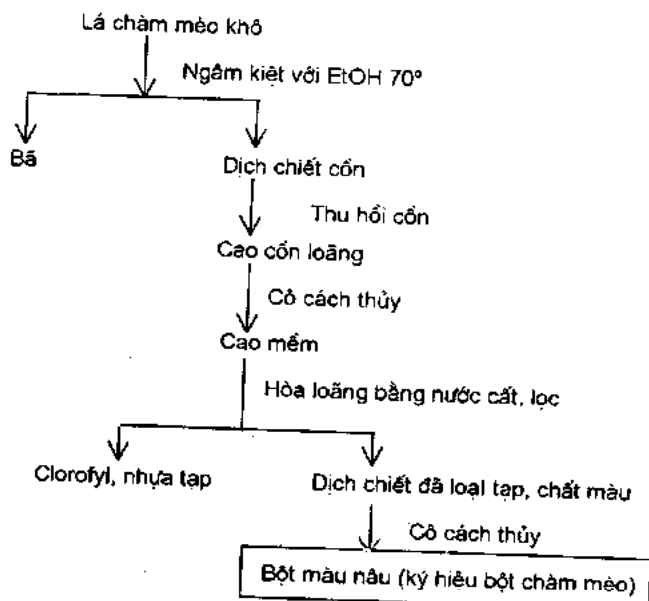 Lá chàm mèo khô
Ngâm kiệt với EtOH 70º
Bã
Dịch chiết cồn
Thu hồi cồn
Cao cồn loãng
Cô cách thủy
Cao mềm
Hòa loãng bằng nước cất, lọc
Clorofyl, nhựa tạp
Dịch chiết đã loại tạp, chất màu
Cô cách thủy
Bột màu nâu (ký hiệu bột chàm mèo)